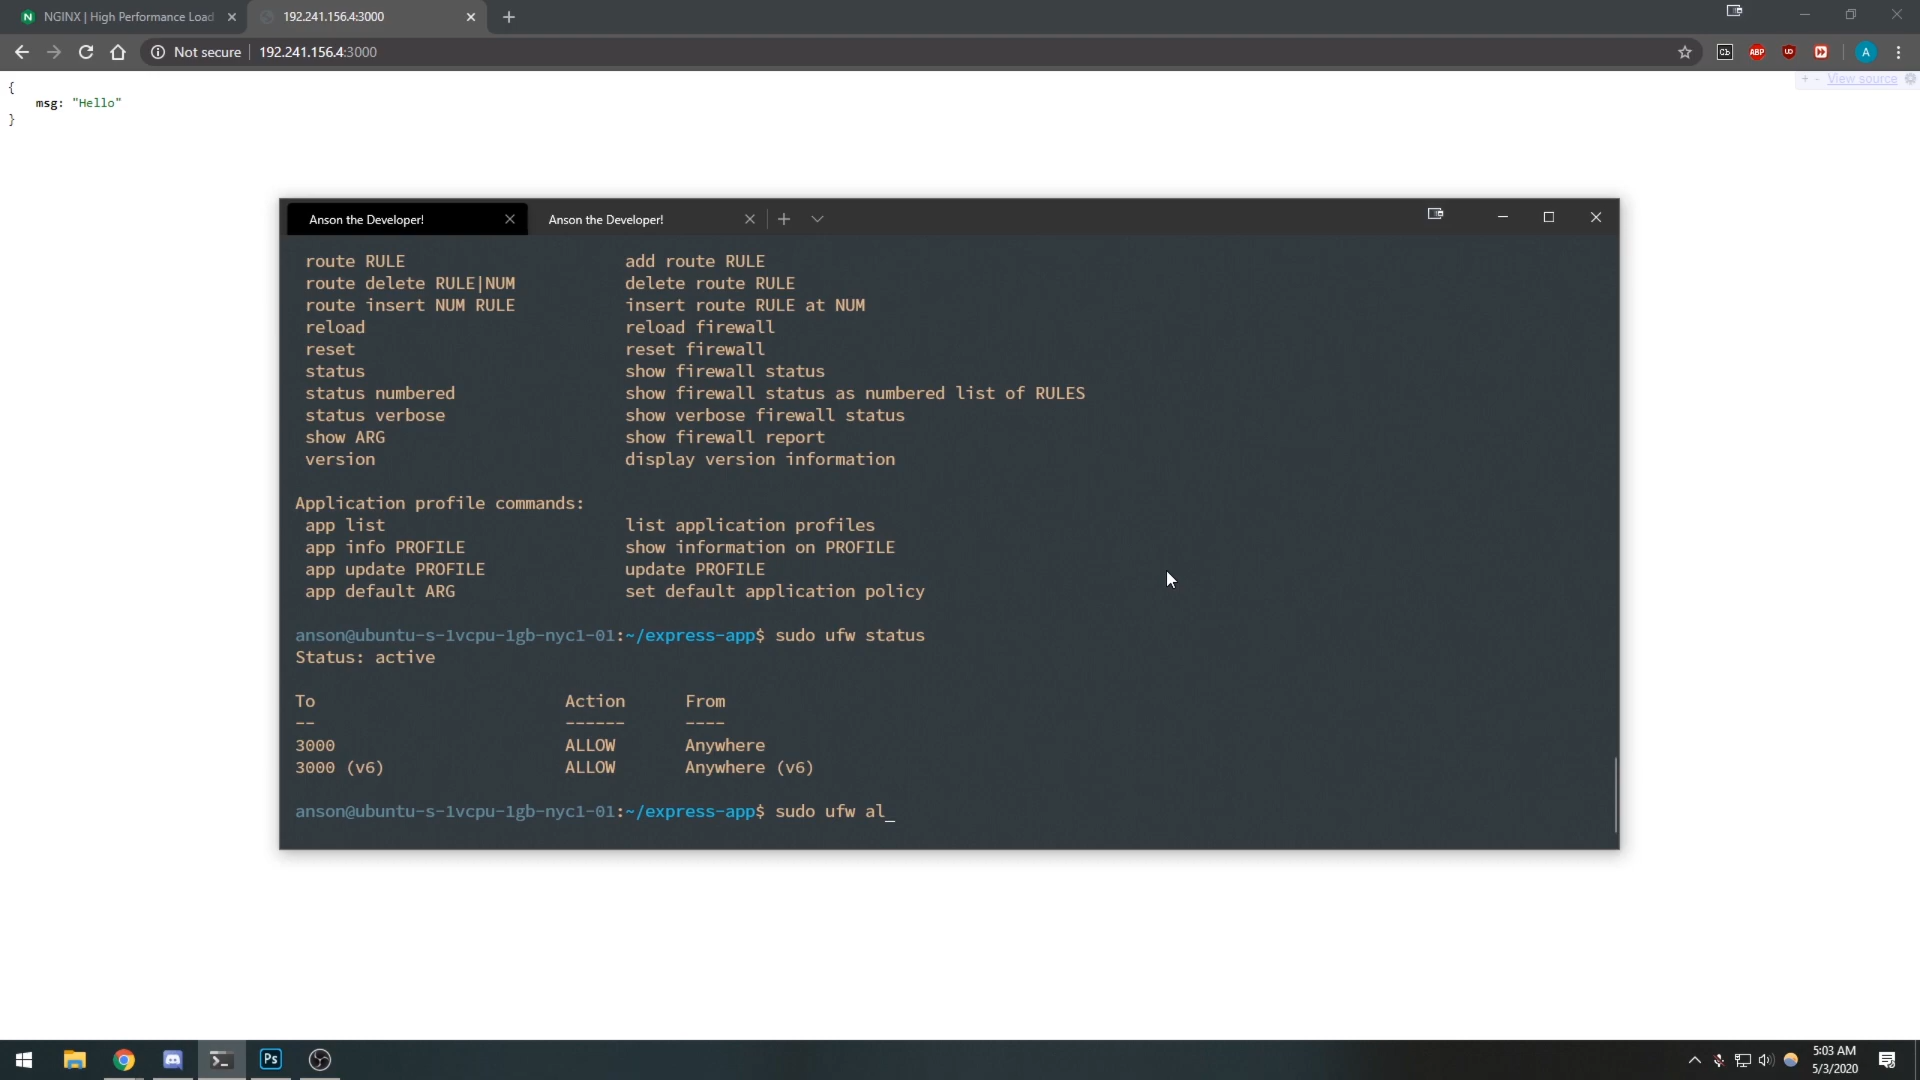 NGINX | High Performance Load
192.241.156.4:3000
Not secure
192.241.156.4:3000
Cb
ABP
UD
A
{
+ - View source
msg: "Hello"
}
Anson the Developer!
Anson the Developer!
route RULE add route RULE
route delete RULE|NUM delete route RULE
route insert NUM RULE insert route RULE at NUM
reload reload firewall
reset reset firewall
status show firewall status
status numbered show firewall status as numbered list of RULES
status verbose show verbose firewall status
show ARG show firewall report
version display version information
Application profile commands:
app list list application profiles
app info PROFILE show information on PROFILE
app update PROFILE update PROFILE
app default ARG set default application policy
anson@ubuntu-s-1vcpu-1gb-nyc1-01:~/express-app$ sudo ufw status
Status: active
To Action From
-- ------ ----
3000 ALLOW Anywhere
3000 (v6) ALLOW Anywhere (v6)
anson@ubuntu-s-1vcpu-1gb-nyc1-01:~/express-app$ sudo ufw al_
Ps
5:03 AM
5/3/2020